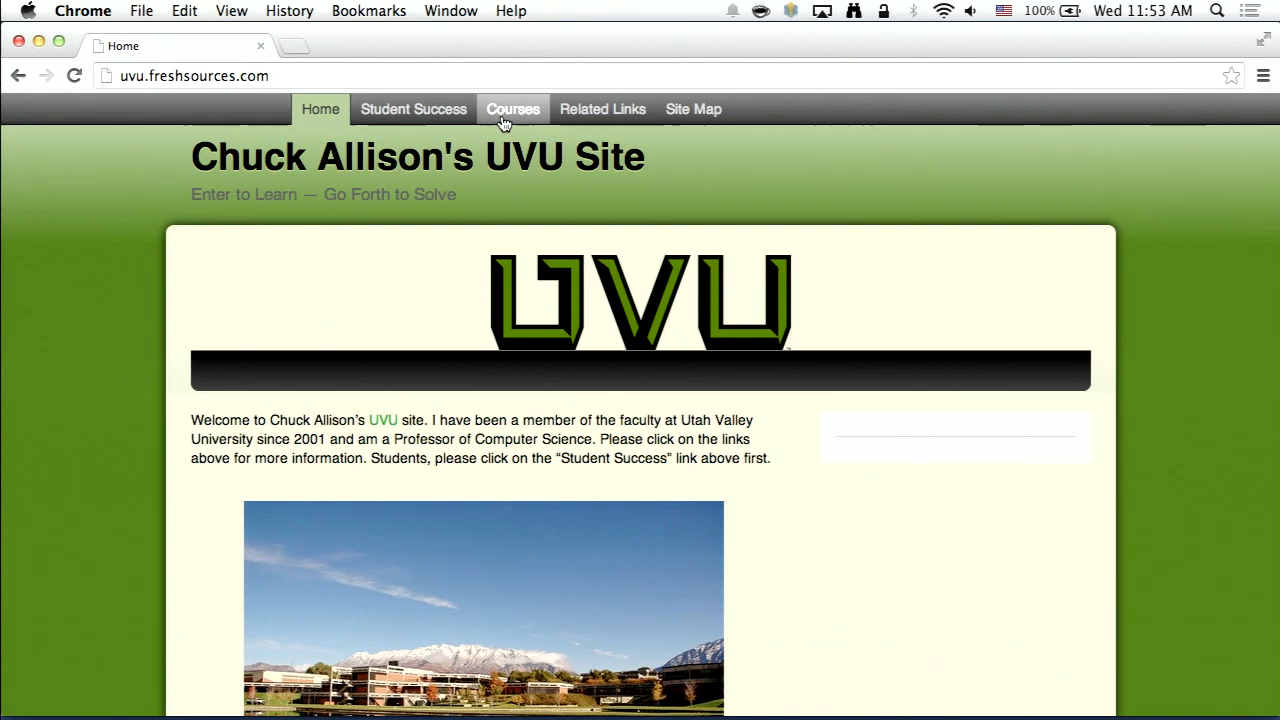 Chrome File Edit View History Bookmarks Window Help 100% Wed 11:53 AM
Home
uvu.freshsources.com
Home Student Success Courses Related Links Site Map
Chuck Allison's UVU Site
Enter to Learn — Go Forth to Solve
UVU
Welcome to Chuck Allison’s UVU site. I have been a member of the faculty at Utah Valley
University since 2001 and am a Professor of Computer Science. Please click on the links
above for more information. Students, please click on the “Student Success” link above first.